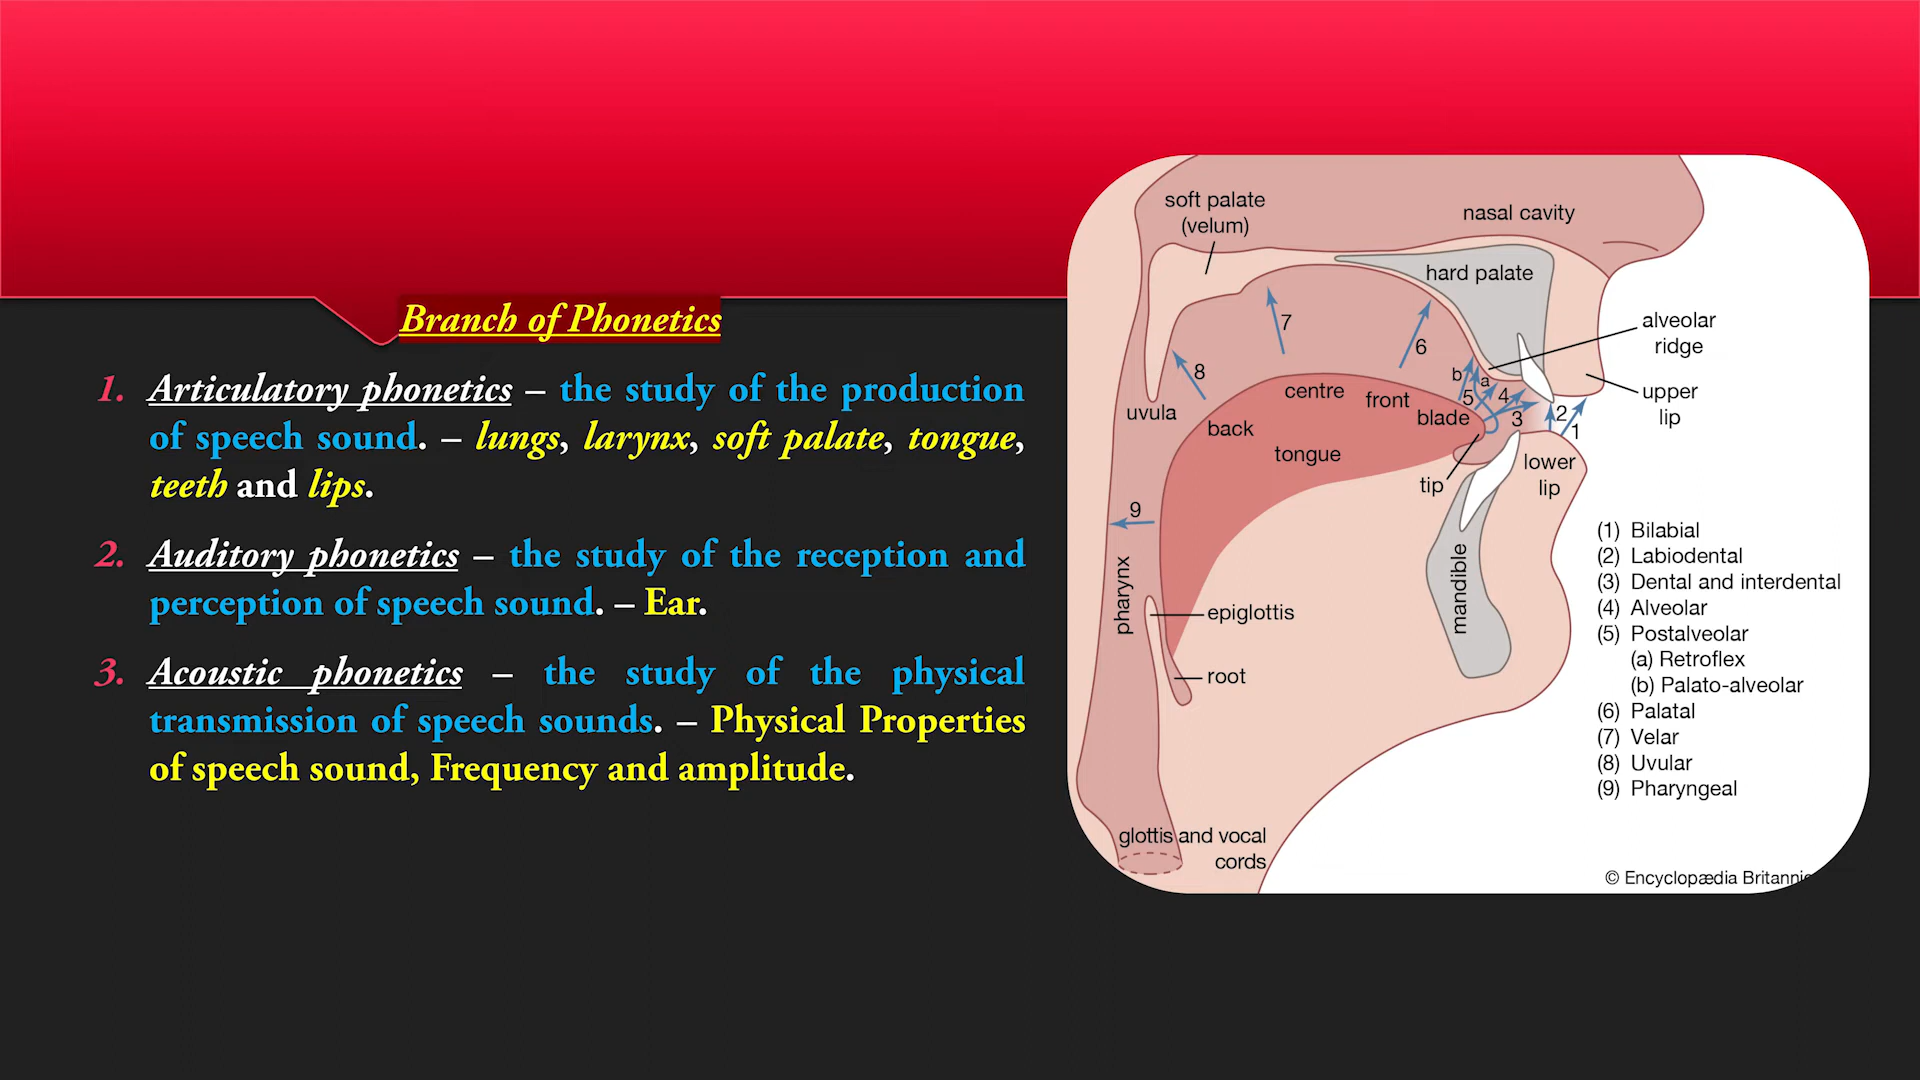 Branch of Phonetics
1. Articulatory phonetics – the study of the production
of speech sound. – lungs, larynx, soft palate, tongue,
teeth and lips.
2. Auditory phonetics – the study of the reception and
perception of speech sound. – Ear.
3. Acoustic phonetics – the study of the physical
transmission of speech sounds. – Physical Properties
of speech sound, Frequency and amplitude.
soft palate
(velum)
nasal cavity
hard palate
alveolar
ridge
upper
lip
7
6
8
b
a
5
4
3
2
1
centre
front
blade
uvula
back
tongue
tip
lower
lip
9
pharynx
mandible
epiglottis
root
glottis and vocal
cords
(1) Bilabial
(2) Labiodental
(3) Dental and interdental
(4) Alveolar
(5) Postalveolar
(a) Retroflex
(b) Palato-alveolar
(6) Palatal
(7) Velar
(8) Uvular
(9) Pharyngeal
© Encyclopædia